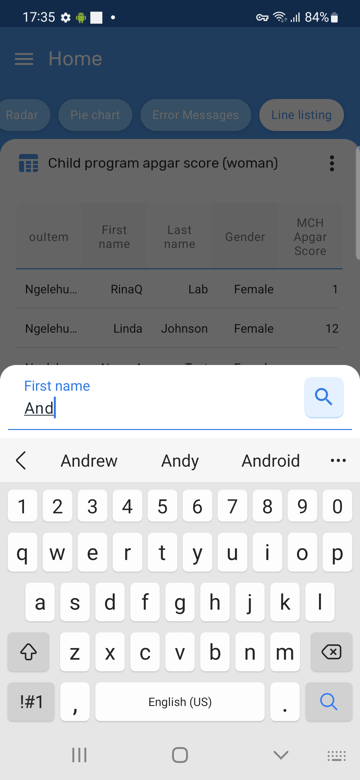 17:35 84%
Home
Radar Pie chart Error Messages Line listing
Child program apgar score (woman)
ouItem First name Last name Gender MCH Apgar Score
Ngelehu... RinaQ Lab Female 1
Ngelehu... Linda Johnson Female 12
First name
And
Andrew Andy Android
1 2 3 4 5 6 7 8 9 0
q w e r t y u i o p
a s d f g h j k l
z x c v b n m
!#1 , English (US) .